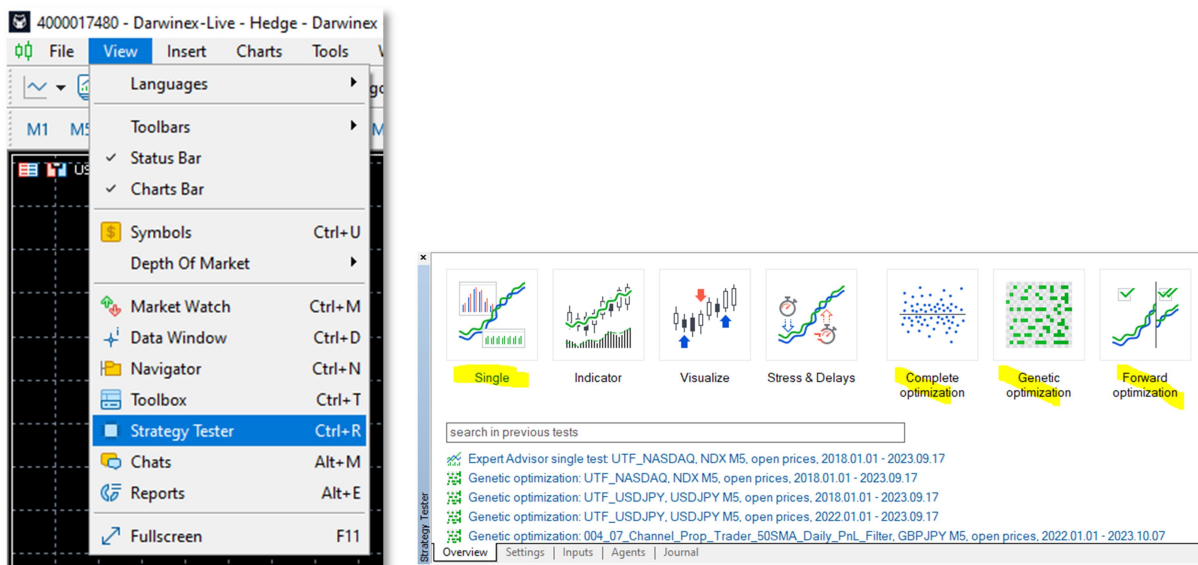 4000017480 - Darwinex-Live - Hedge - Darwinex
File View Insert Charts Tools
Languages
M1
Toolbars
Status Bar
Charts Bar
$ Symbols Ctrl+U
Depth Of Market
Market Watch Ctrl+M
Data Window Ctrl+D
Navigator Ctrl+N
Toolbox Ctrl+T
Strategy Tester Ctrl+R
Chats Alt+M
Reports Alt+E
Fullscreen F11
Single Indicator Visualize Stress & Delays Complete optimization Genetic optimization Forward optimization
search in previous tests
Expert Advisor single test: UTF_NASDAQ, NDX M5, open prices, 2018.01.01 - 2023.09.17
Genetic optimization: UTF_NASDAQ, NDX M5, open prices, 2018.01.01 - 2023.09.17
Genetic optimization: UTF_USDJPY, USDJPY M5, open prices, 2018.01.01 - 2023.09.17
Genetic optimization: UTF_USDJPY, USDJPY M5, open prices, 2022.01.01 - 2023.09.17
Genetic optimization: 004_07_Channel_Prop_Trader_50SMA_Daily_PnL_Filter, GBPJPY M5, open prices, 2022.01.01 - 2023.10.07
Strategy Tester
Overview Settings Inputs Agents Journal